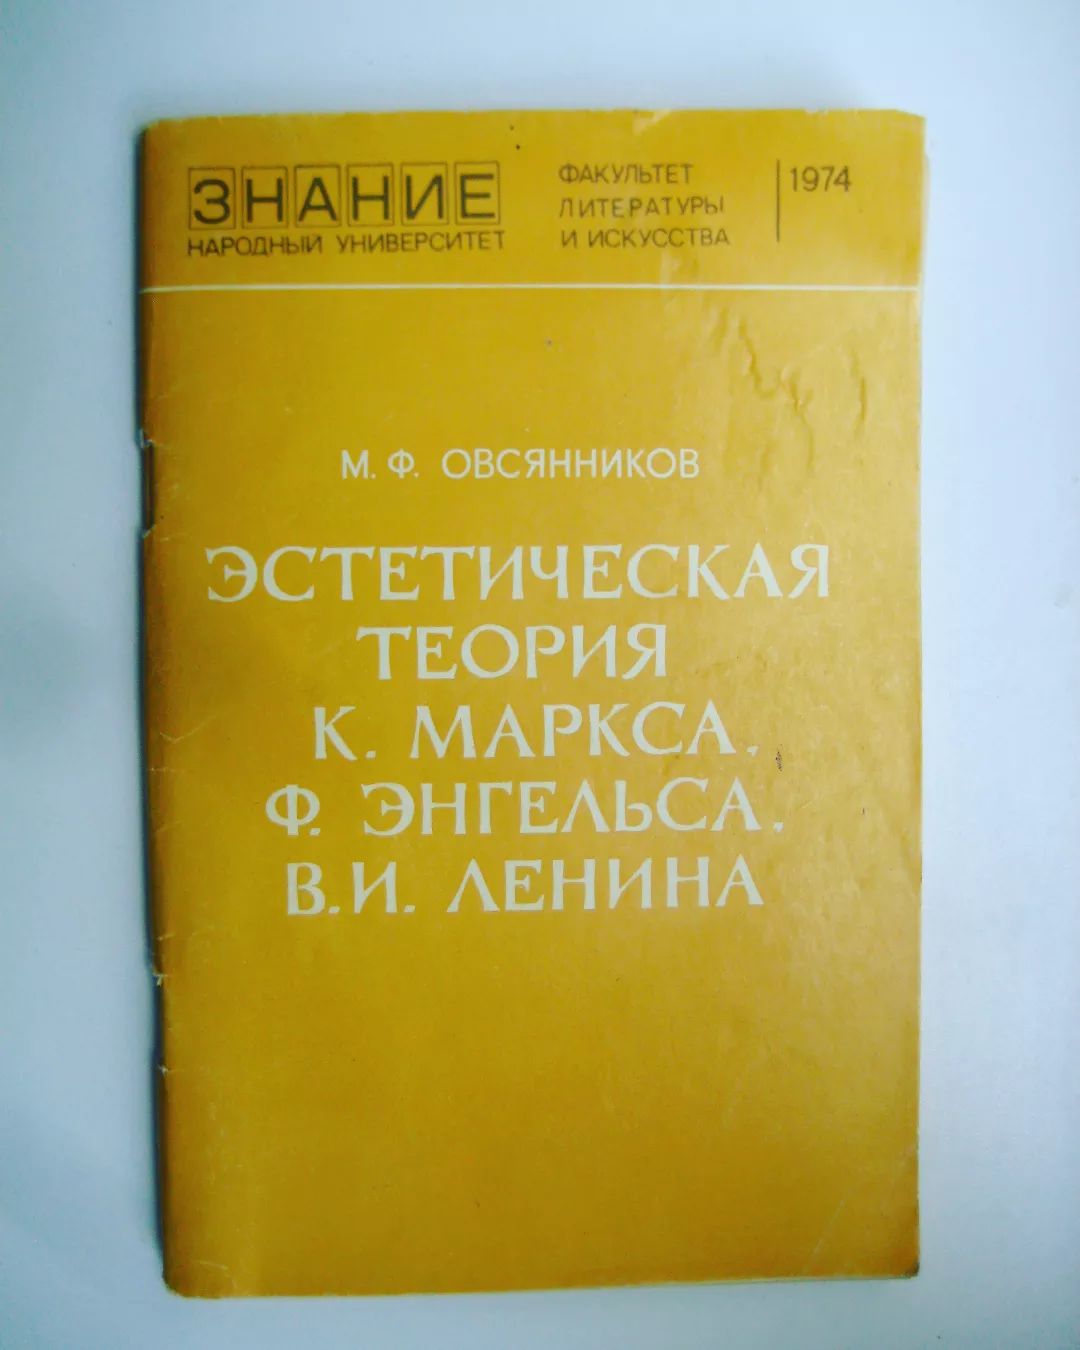 ЗНАНИЕ
НАРОДНЫЙ УНИВЕРСИТЕТ
ФАКУЛЬТЕТ
ЛИТЕРАТУРЫ
И ИСКУССТВА
1974
М. Ф. ОВСЯННИКОВ
ЭСТЕТИЧЕСКАЯ
ТЕОРИЯ
К. МАРКСА,
Ф. ЭНГЕЛЬСА,
В.И. ЛЕНИНА